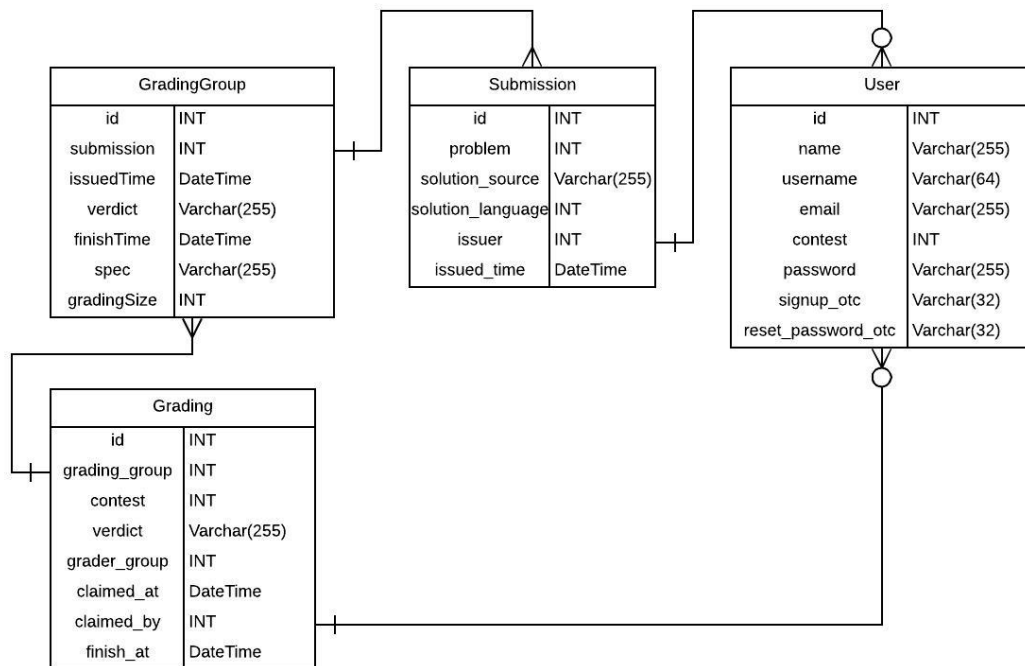 GradingGroup
id INT
submission INT
issuedTime DateTime
verdict Varchar(255)
finishTime DateTime
spec Varchar(255)
gradingSize INT
Submission
id INT
problem INT
solution_source Varchar(255)
solution_language INT
issuer INT
issued_time DateTime
User
id INT
name Varchar(255)
username Varchar(64)
email Varchar(255)
contest INT
password Varchar(255)
signup_otc Varchar(32)
reset_password_otc Varchar(32)
Grading
id INT
grading_group INT
contest INT
verdict Varchar(255)
grader_group INT
claimed_at DateTime
claimed_by INT
finish_at DateTime